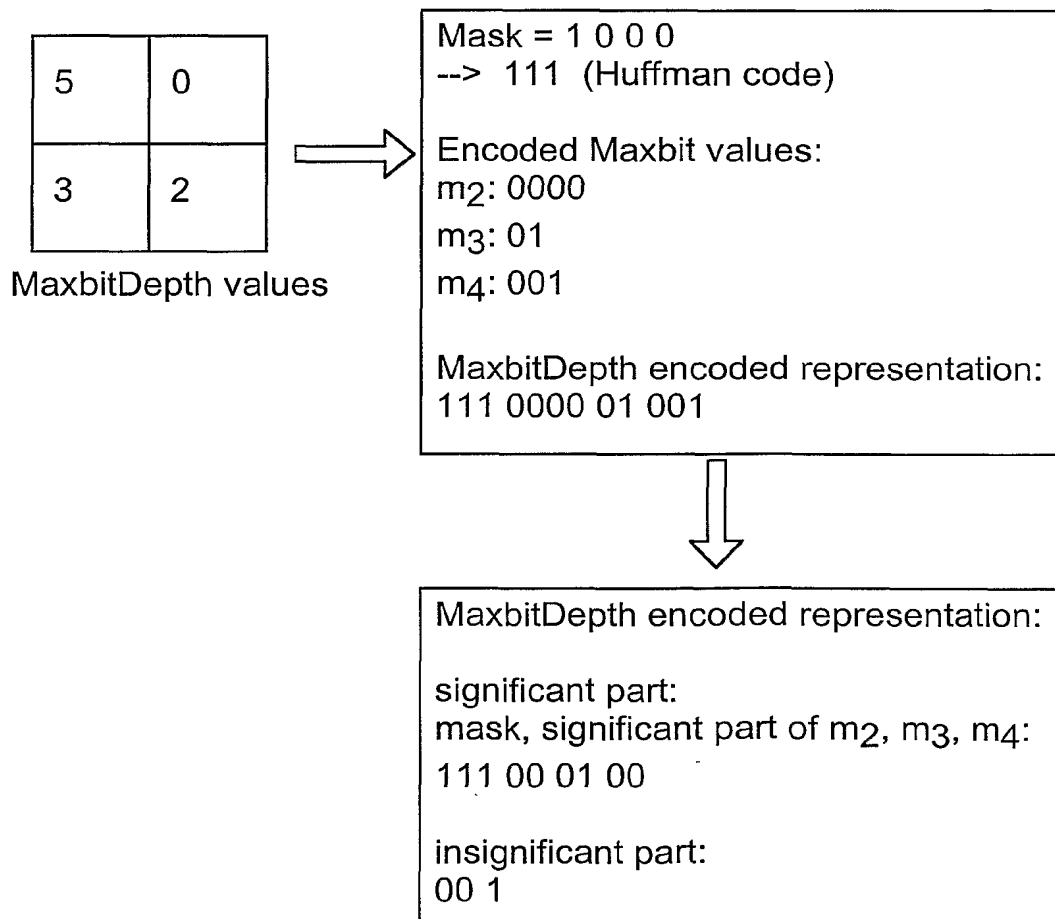 5 0
3 2
MaxbitDepth values
Mask = 1 0 0 0
--> 111 (Huffman code)
Encoded Maxbit values:
m2: 0000
m3: 01
m4: 001
MaxbitDepth encoded representation:
111 0000 01 001
MaxbitDepth encoded representation:
significant part:
mask, significant part of m2, m3, m4:
111 00 01 00
insignificant part:
00 1